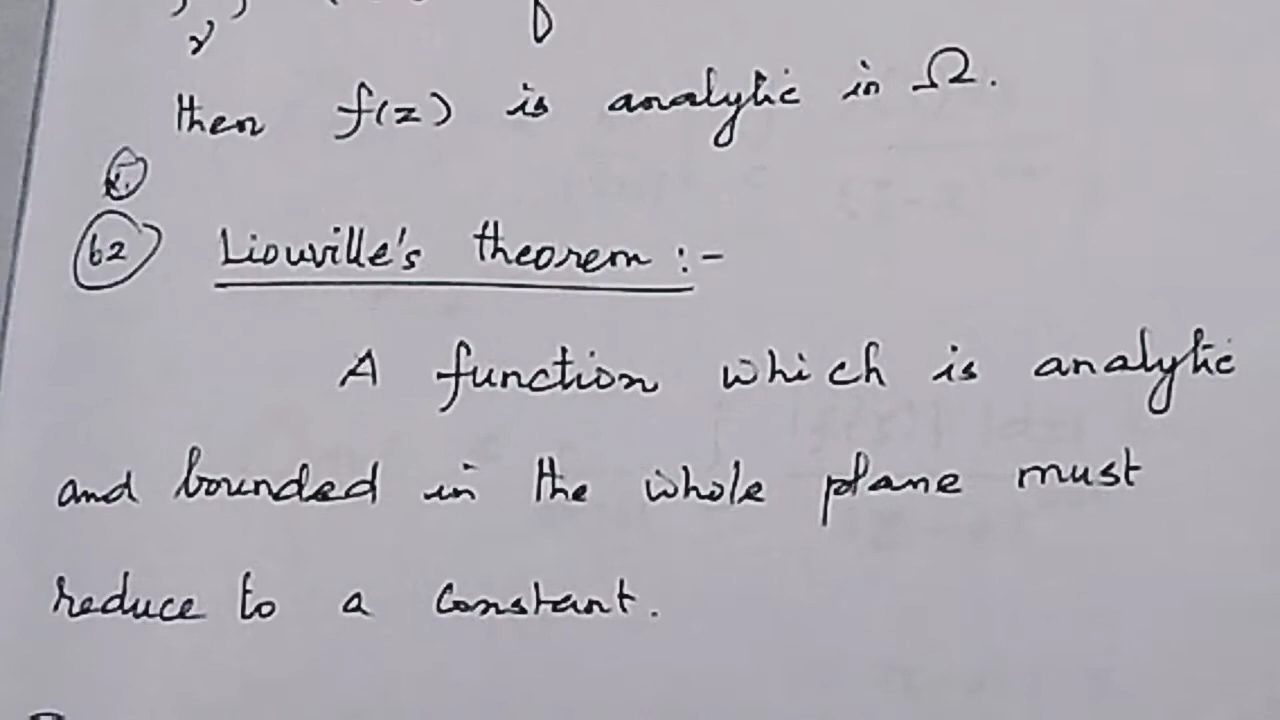 γ
then f(z) is analytic in Ω.
62 Liouville's theorem :-
A function which is analytic
and bounded in the whole plane must
reduce to a constant.